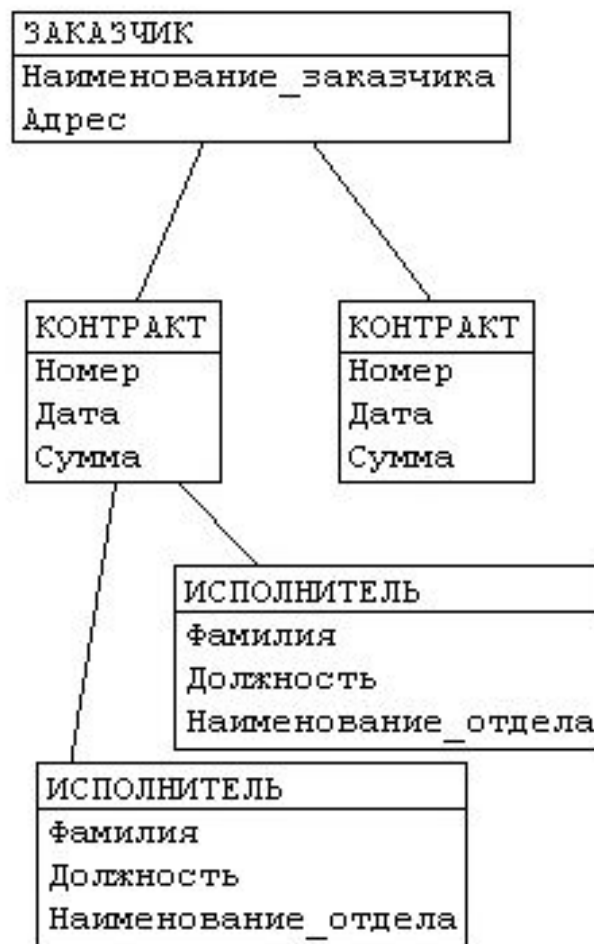 ЗАКАЗЧИК
Наименование_заказчика
Адрес
КОНТРАКТ
Номер
Дата
Сумма
КОНТРАКТ
Номер
Дата
Сумма
ИСПОЛНИТЕЛЬ
Фамилия
Должность
Наименование_отдела
ИСПОЛНИТЕЛЬ
Фамилия
Должность
Наименование_отдела